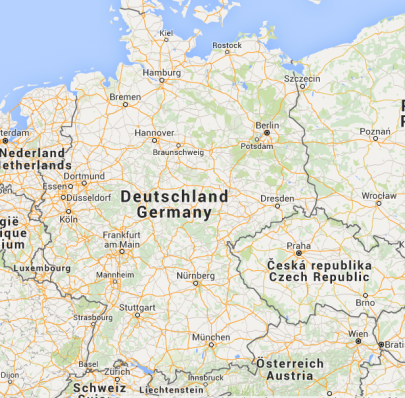 Kiel
Rostock
Hamburg
Szczecin
Bremen
Berlin
Poznań
Hannover
Potsdam
Braunschweig
Nederland
Netherlands
Dortmund
Essen
Düsseldorf
Deutschland
Germany
Dresden
Wrocław
Köln
Frankfurt
am Main
Praha
Luxembourg
Česká republika
Czech Republic
Mannheim
Nürnberg
Brno
Stuttgart
Strasbourg
München
Wien
Basel
Zürich
Österreich
Austria
Dijon
Innsbruck
Schweiz
Liechtenstein